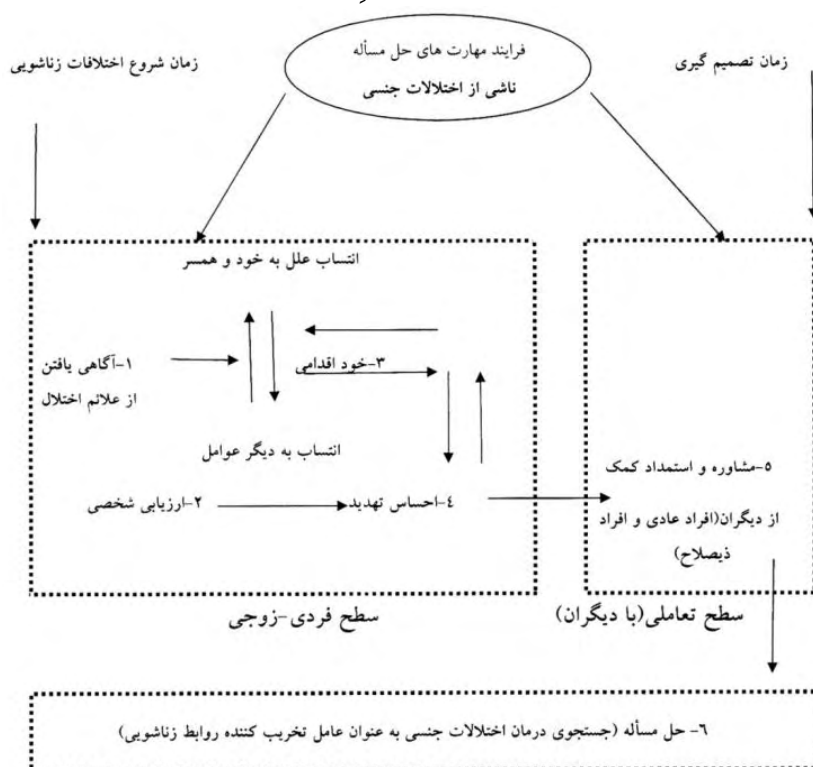 فرایند مهارت های حل مسأله
ناشی از اختلالات جنسی
زمان تصمیم گیری
زمان شروع اختلافات زناشویی
انتساب علل به خود و همسر
۱-آگاهی یافتن
از علائم اختلال
۳-خود اقدامی
انتساب به دیگر عوامل
۲-ارزیابی شخصی
۴-احساس تهدید
۵-مشاوره و استمداد کمک
از دیگران(افراد عادی و افراد
ذیصلاح)
سطح فردی-زوجی
سطح تعاملی(با دیگران)
۶- حل مسأله (جستجوی درمان اختلالات جنسی به عنوان عامل تخریب کننده روابط زناشویی)